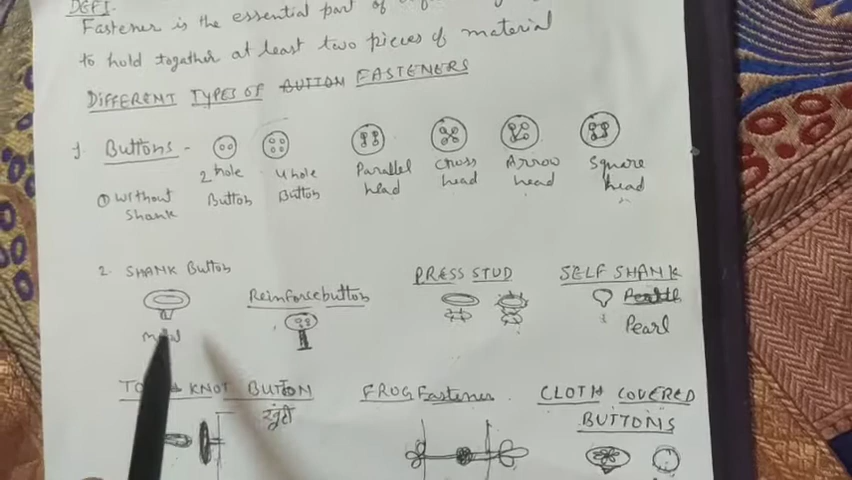 DEFI.
Fastener is the essential part of
to hold together at least two pieces of material
DIFFERENT TYPES OF BUTTON FASTENERS
1. Buttons -
① without Shank
2 hole Button
4 hole Button
Parallel head
Cross head
Arrow head
Square head
2. SHANK Button
Reinforce button
PRESS STUD
SELF SHANK
Pearl
KNOT BUTTON
खूंटी
FROG Fastener
CLOTH COVERED BUTTONS